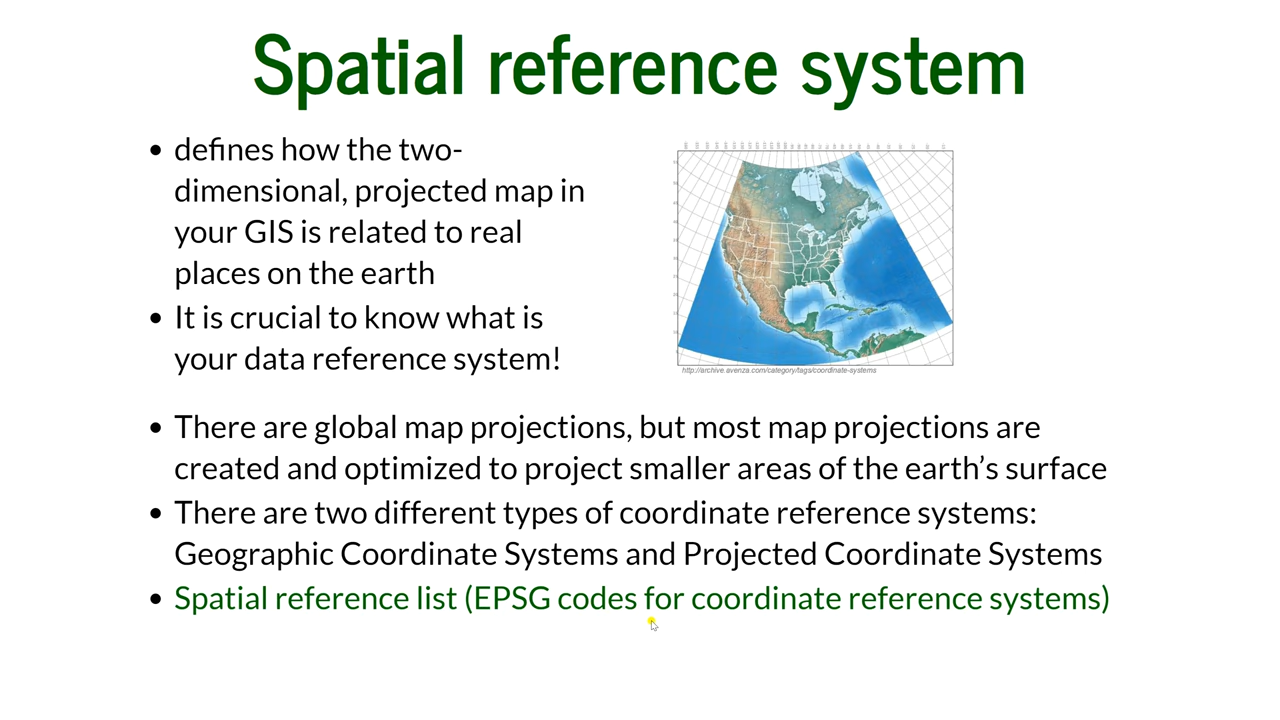 Spatial reference system
defines how the two-
dimensional, projected map in
your GIS is related to real
places on the earth
It is crucial to know what is
your data reference system!
http://archive.avenza.com/category/tags/coordinate-systems
There are global map projections, but most map projections are
created and optimized to project smaller areas of the earth’s surface
There are two different types of coordinate reference systems:
Geographic Coordinate Systems and Projected Coordinate Systems
Spatial reference list (EPSG codes for coordinate reference systems)